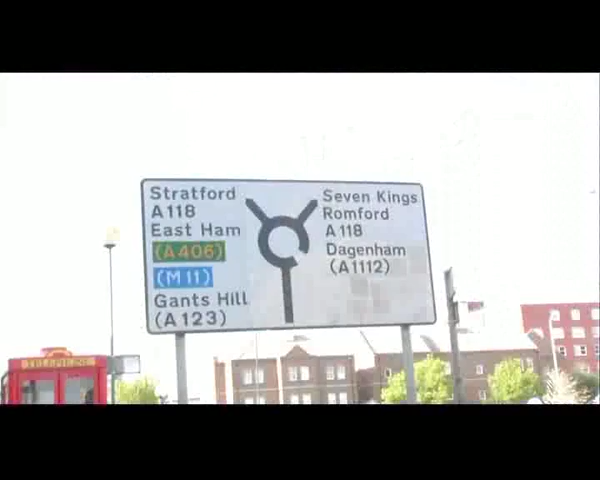 Stratford
A118
East Ham
(A406)
(M11)
Gants Hill
(A123)
Seven Kings
Romford
A118
Dagenham
(A1112)
TELEPHONE